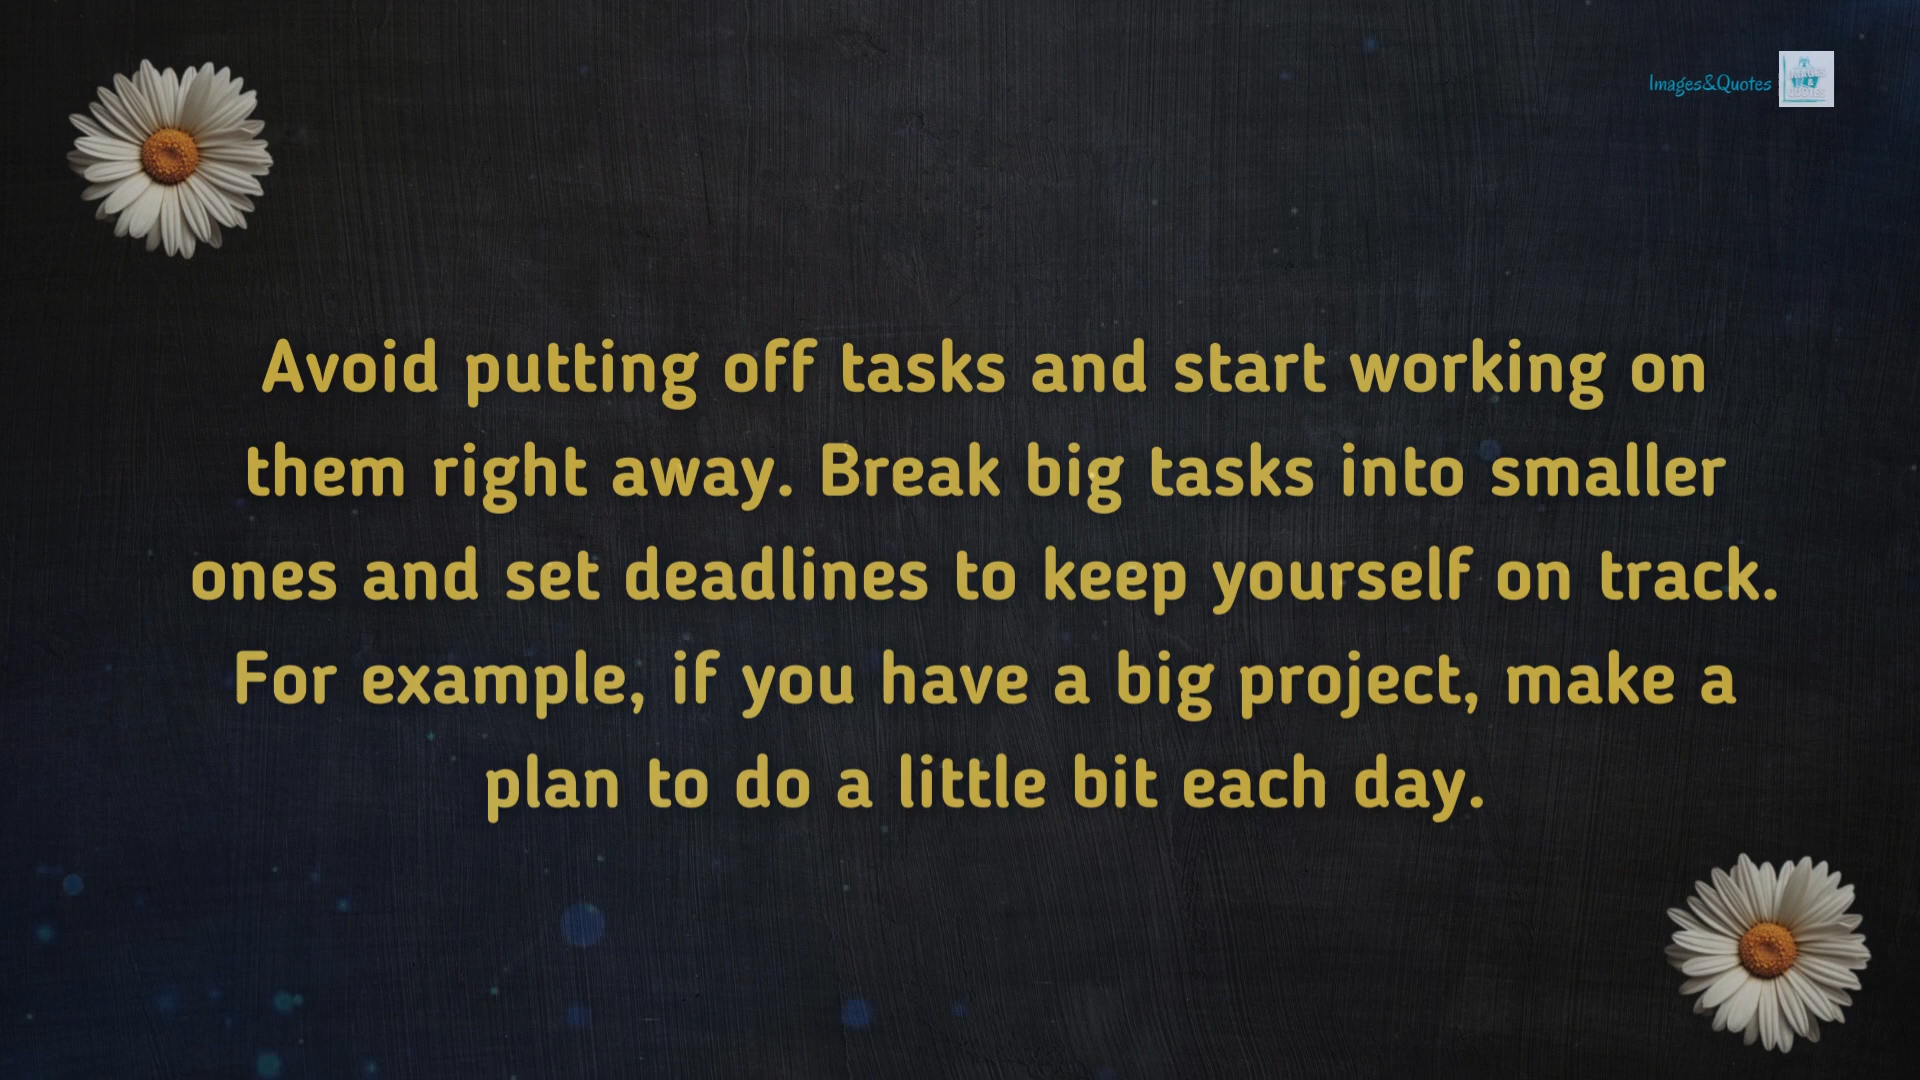 Images&Quotes
Avoid putting off tasks and start working on
them right away. Break big tasks into smaller
ones and set deadlines to keep yourself on track.
For example, if you have a big project, make a
plan to do a little bit each day.